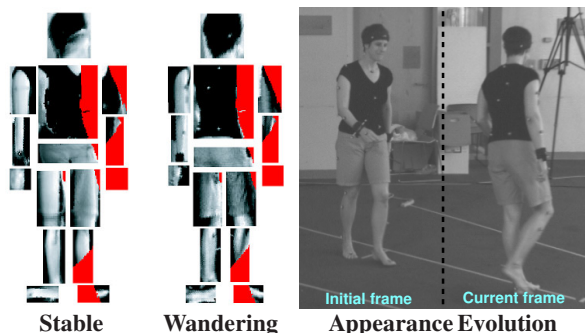 Initial frame
Current frame
Stable
Wandering
Appearance Evolution